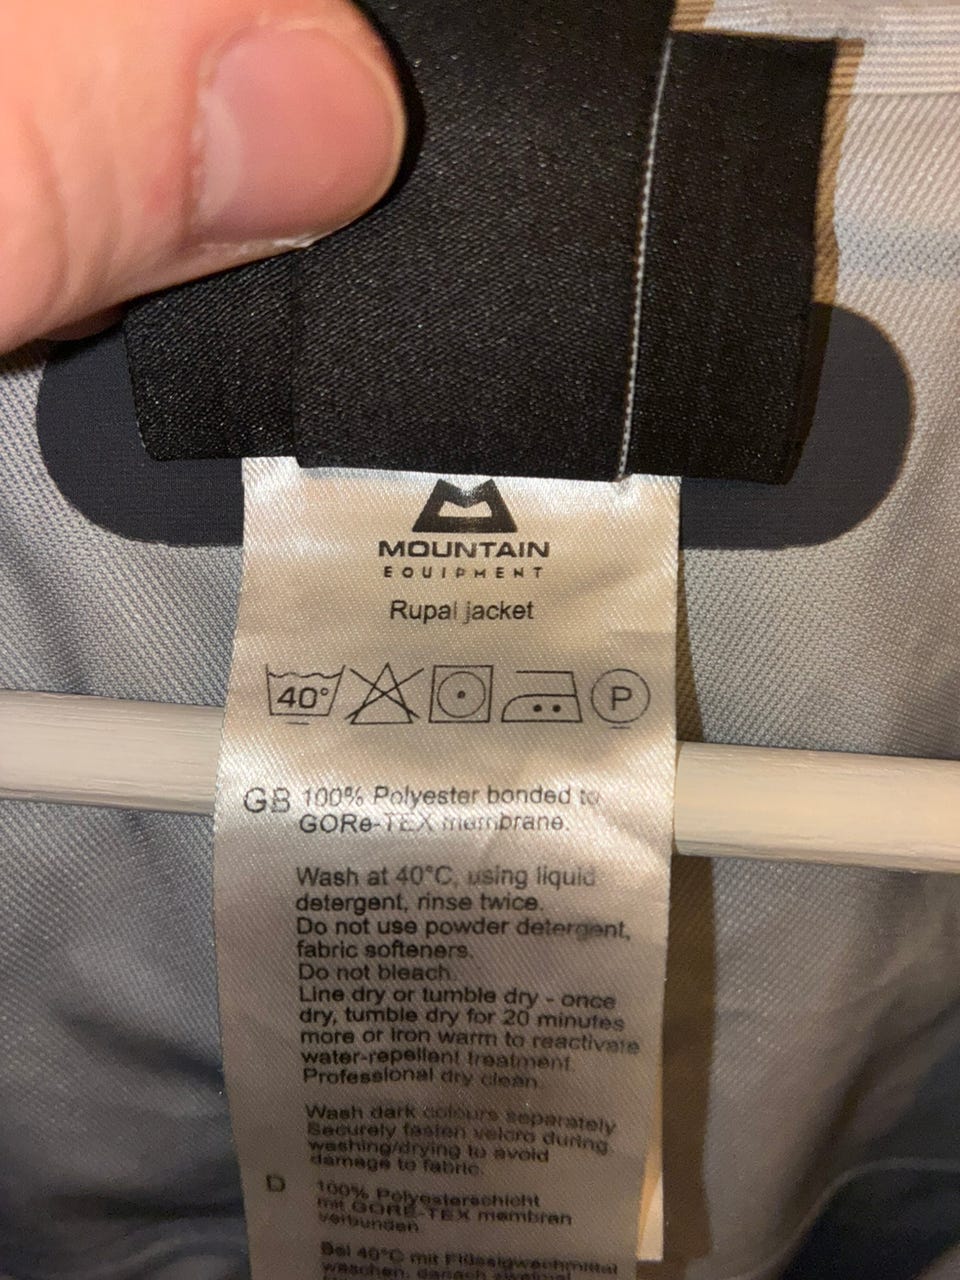 MOUNTAIN
EQUIPMENT
Rupal jacket
40°
P
GB 100% Polyester bonded to
GORe-TEX membrane.
Wash at 40°C, using liquid
detergent, rinse twice.
Do not use powder detergent,
fabric softeners.
Do not bleach.
Line dry or tumble dry - once
dry, tumble dry for 20 minutes
more or Iron warm to reactivate
water-repellent treatment.
Professional dry clean.
Wash dark colours separately
Securely fasten velcro during
washing/drying to avoid
damage to fabric.
D 100% Polyesterschicht
mit GORE-TEX membran
verbunden
Bei 40°C mit Flüssigwechmittel
waschen, danach zweimal